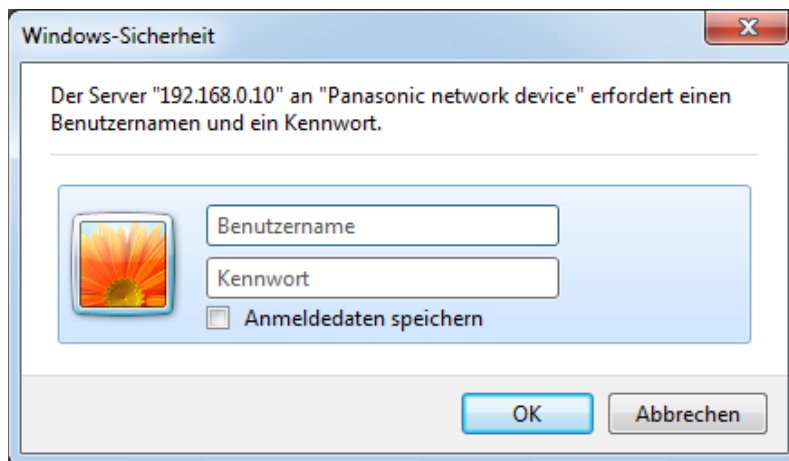 Windows-Sicherheit
Der Server "192.168.0.10" an "Panasonic network device" erfordert einen
Benutzernamen und ein Kennwort.
Benutzername
Kennwort
Anmeldedaten speichern
OK
Abbrechen